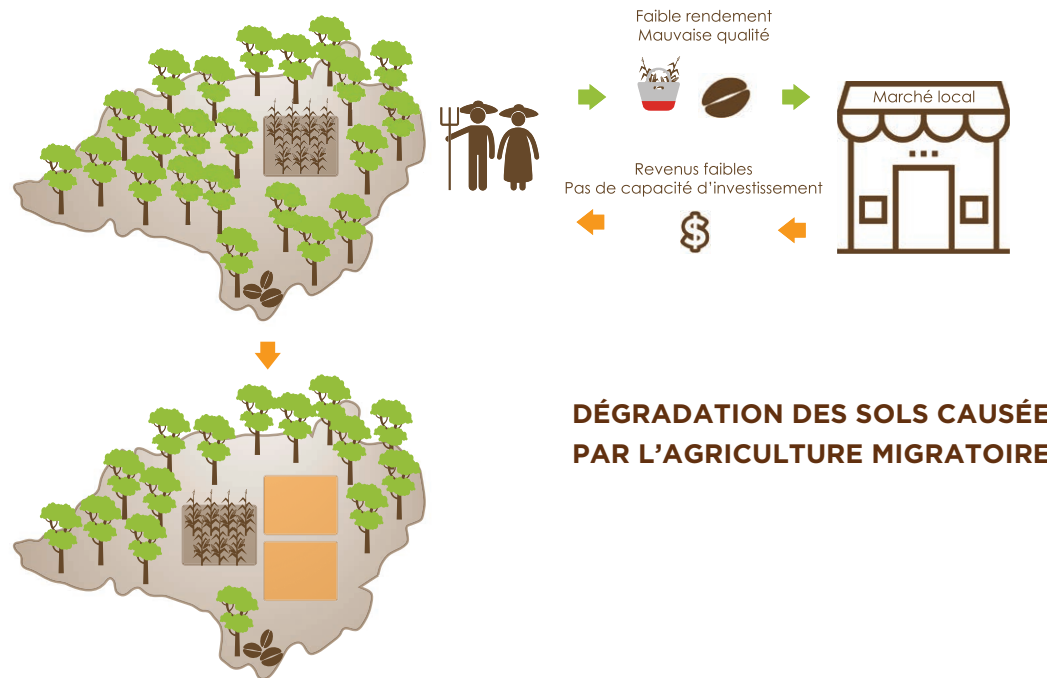 Faible rendement
Mauvaise qualité
Marché local
Revenus faibles
Pas de capacité d’investissement
$
DÉGRADATION DES SOLS CAUSÉE
PAR L’AGRICULTURE MIGRATOIRE